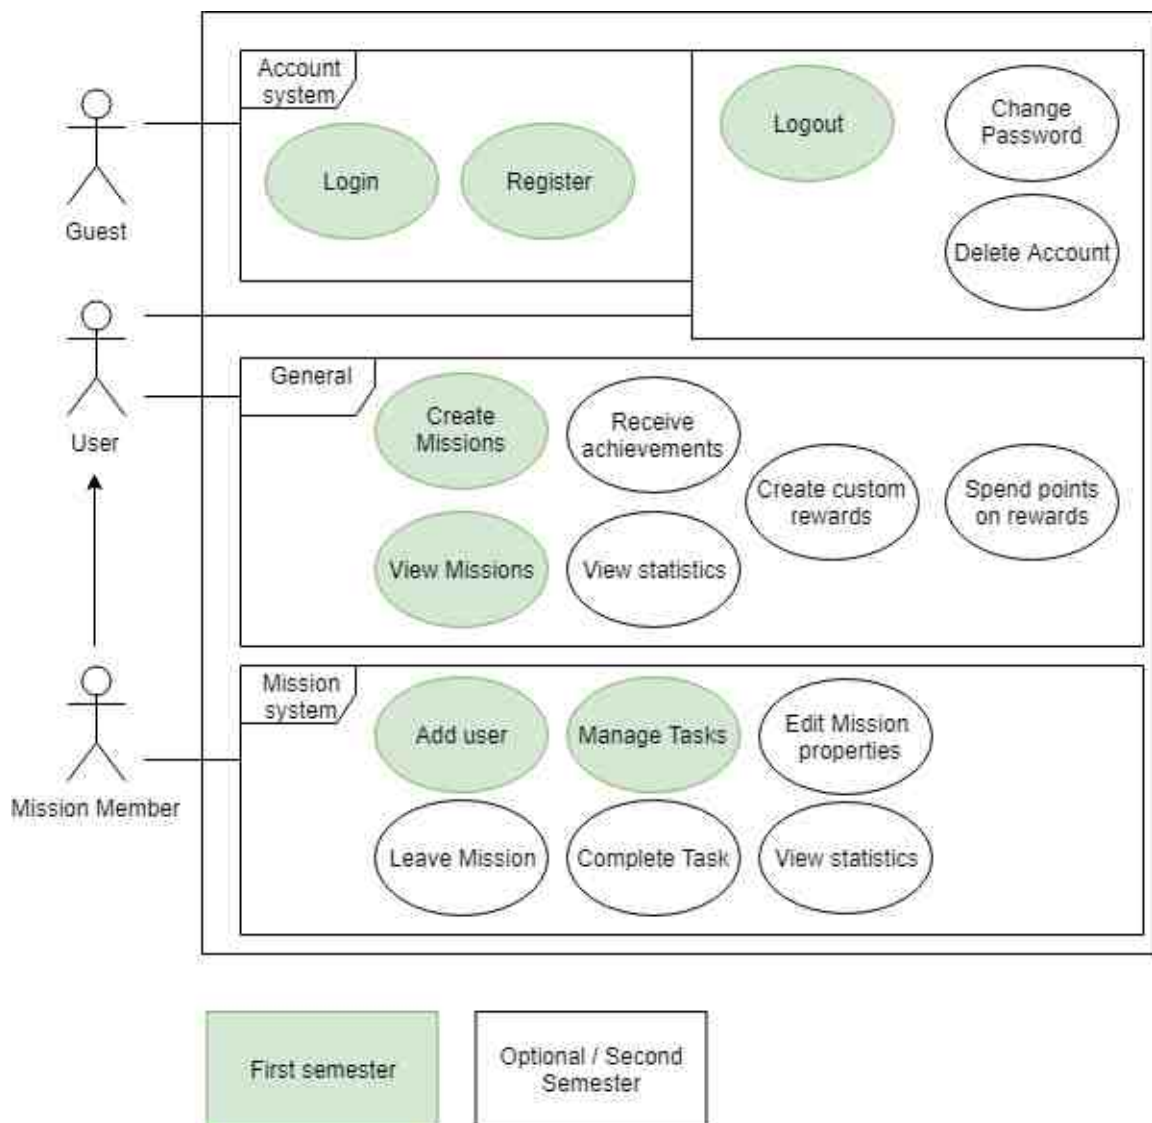 Account
system
Login
Register
Logout
Change
Password
Delete Account
Guest
User
General
Create
Missions
Receive
achievements
Create custom
rewards
Spend points
on rewards
View Missions
View statistics
Mission Member
Mission
system
Add user
Manage Tasks
Edit Mission
properties
Leave Mission
Complete Task
View statistics
First semester
Optional / Second
Semester